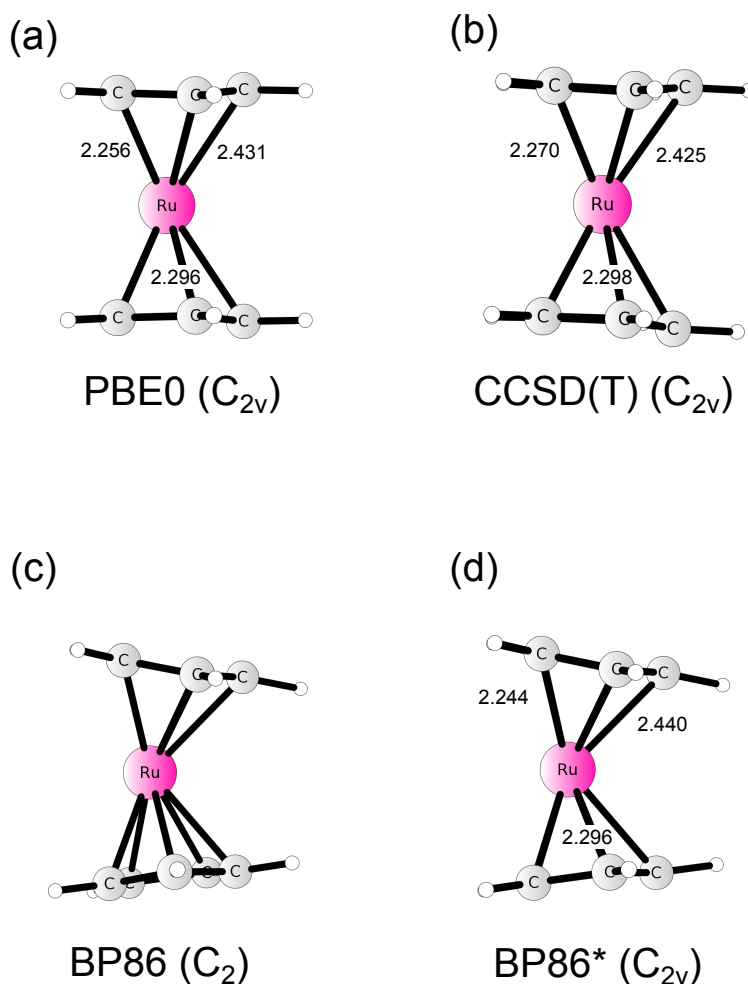 (a)
(b)
C C C
C C C
2.256 2.431
2.270 2.425
Ru
Ru
2.296
2.298
C C C
C C C
PBE0 (C2v)
CCSD(T) (C2v)
(c)
(d)
C C C
C C C
2.244
2.440
Ru
Ru
2.296
C C C C
C C C
BP86 (C2)
BP86* (C2v)